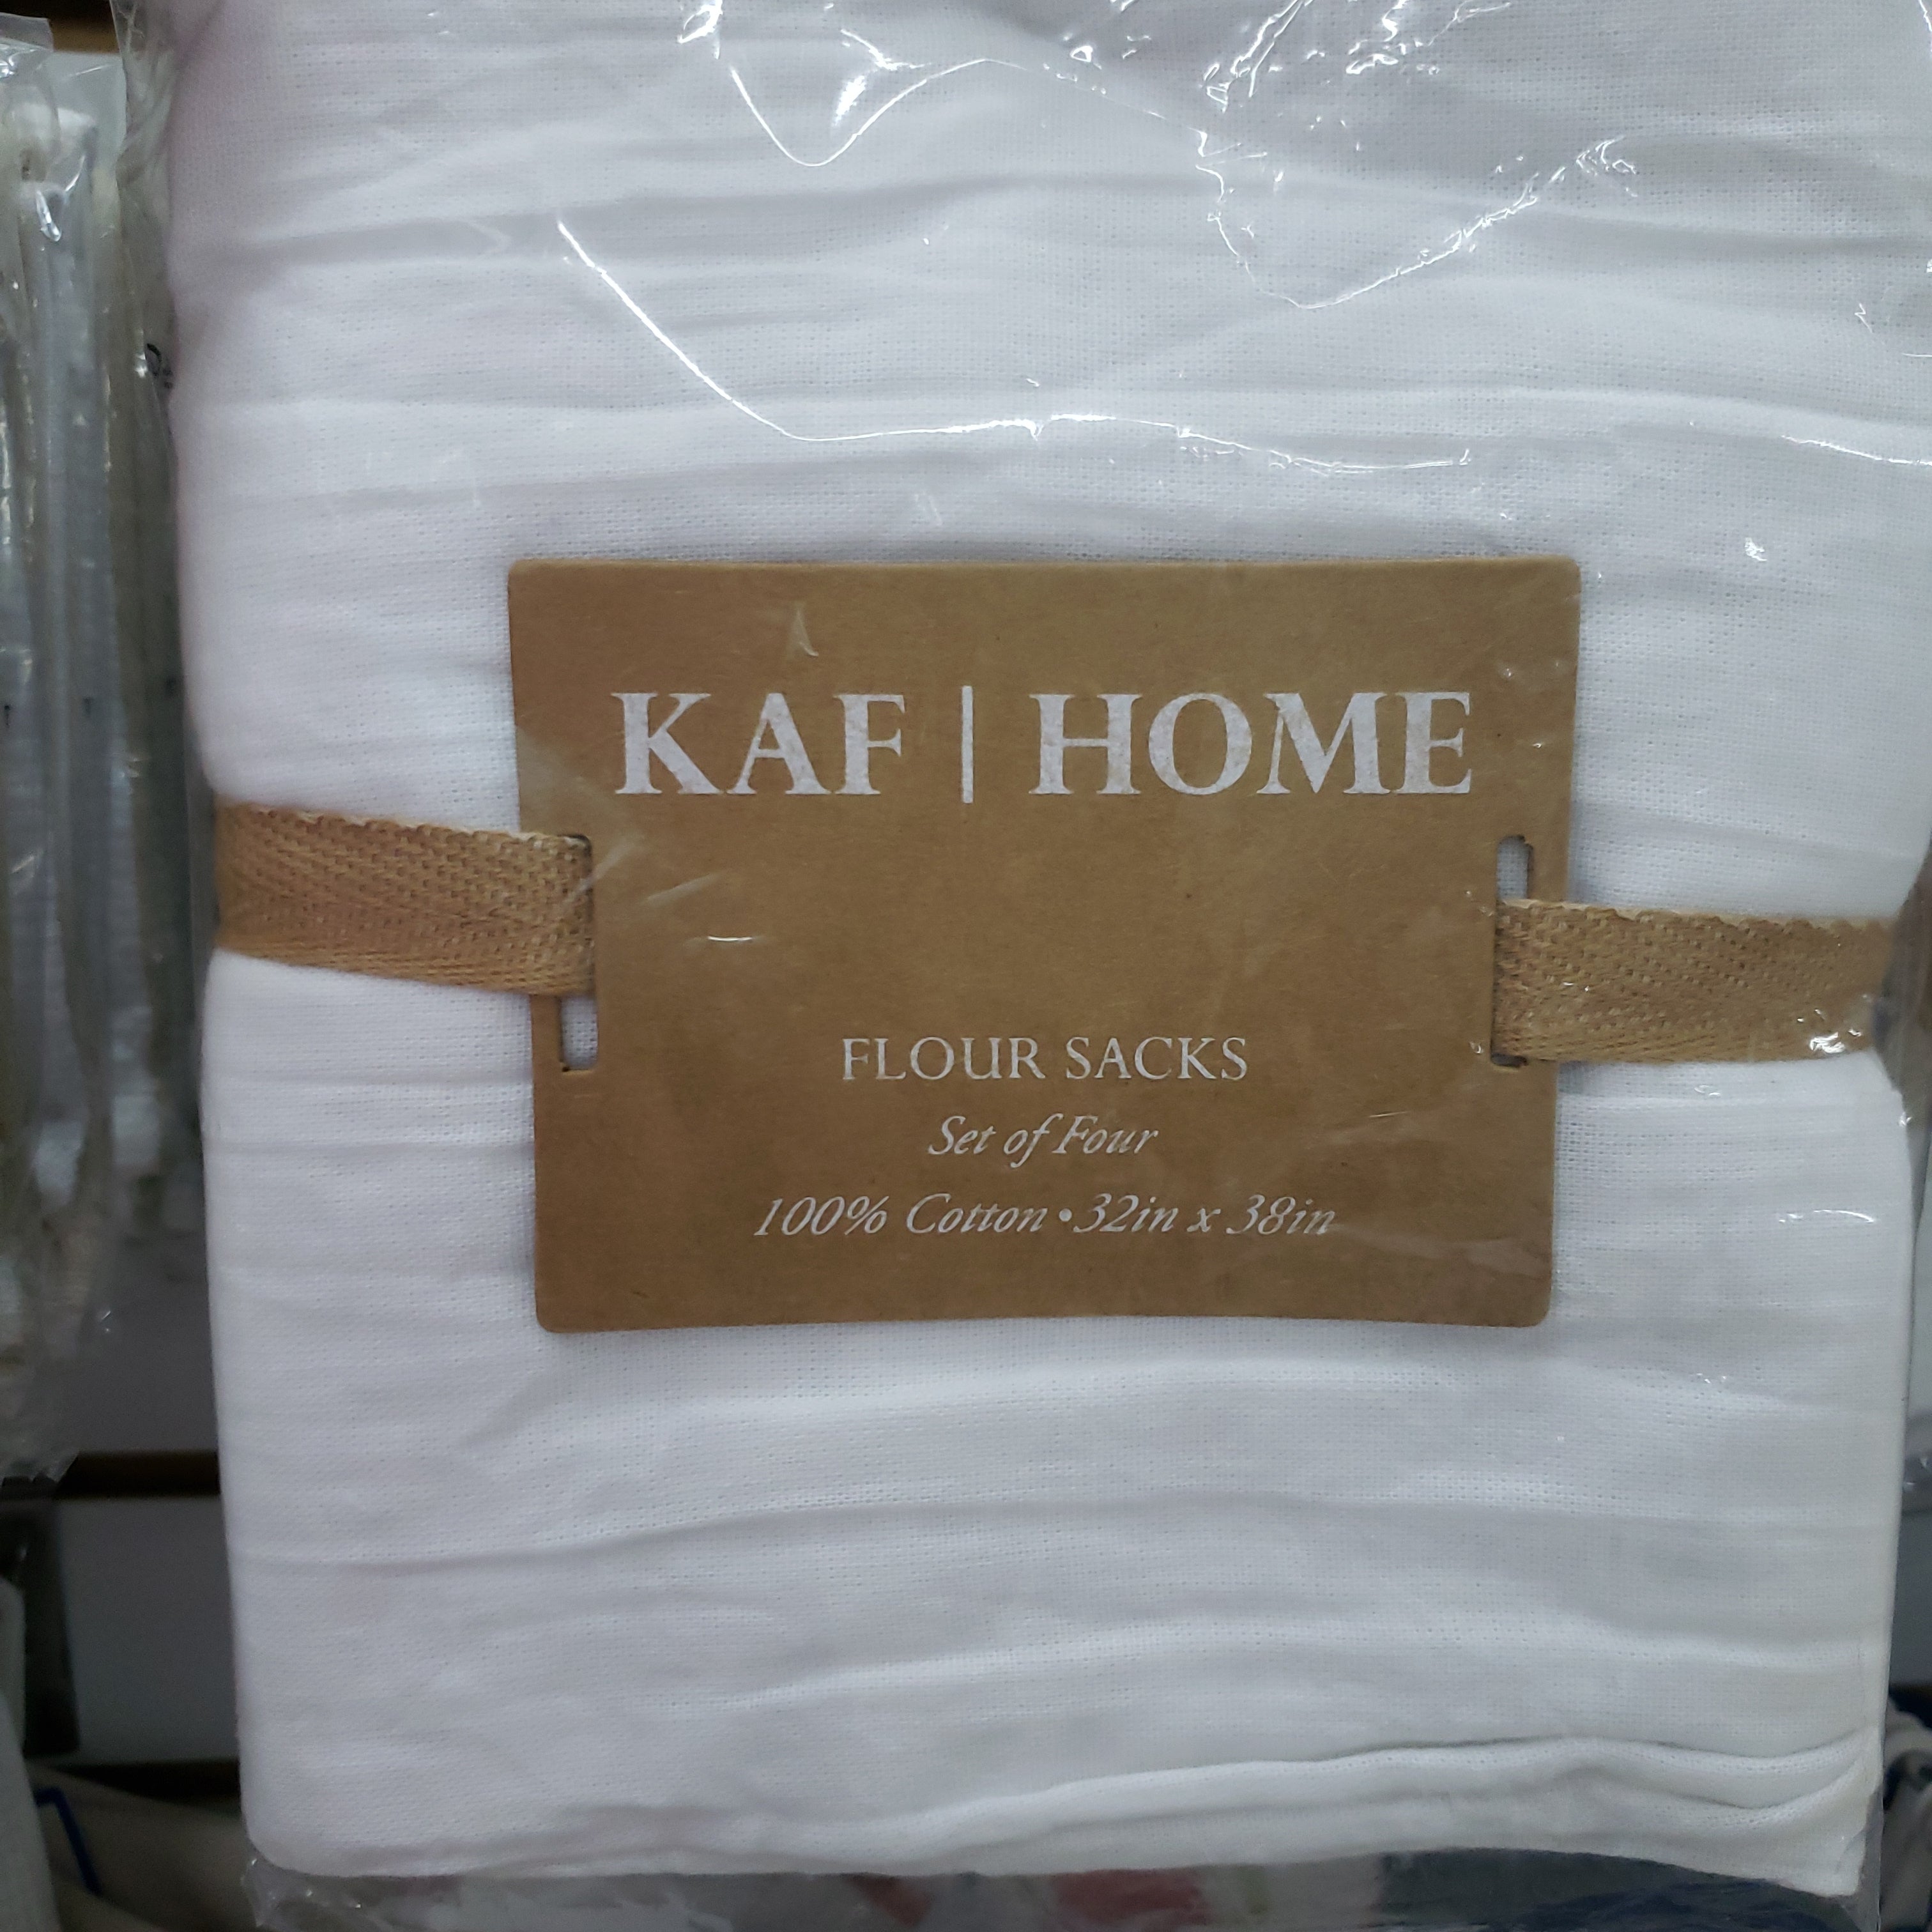 KAF | HOME
FLOUR SACKS
Set of Four
100% Cotton • 32in x 38in